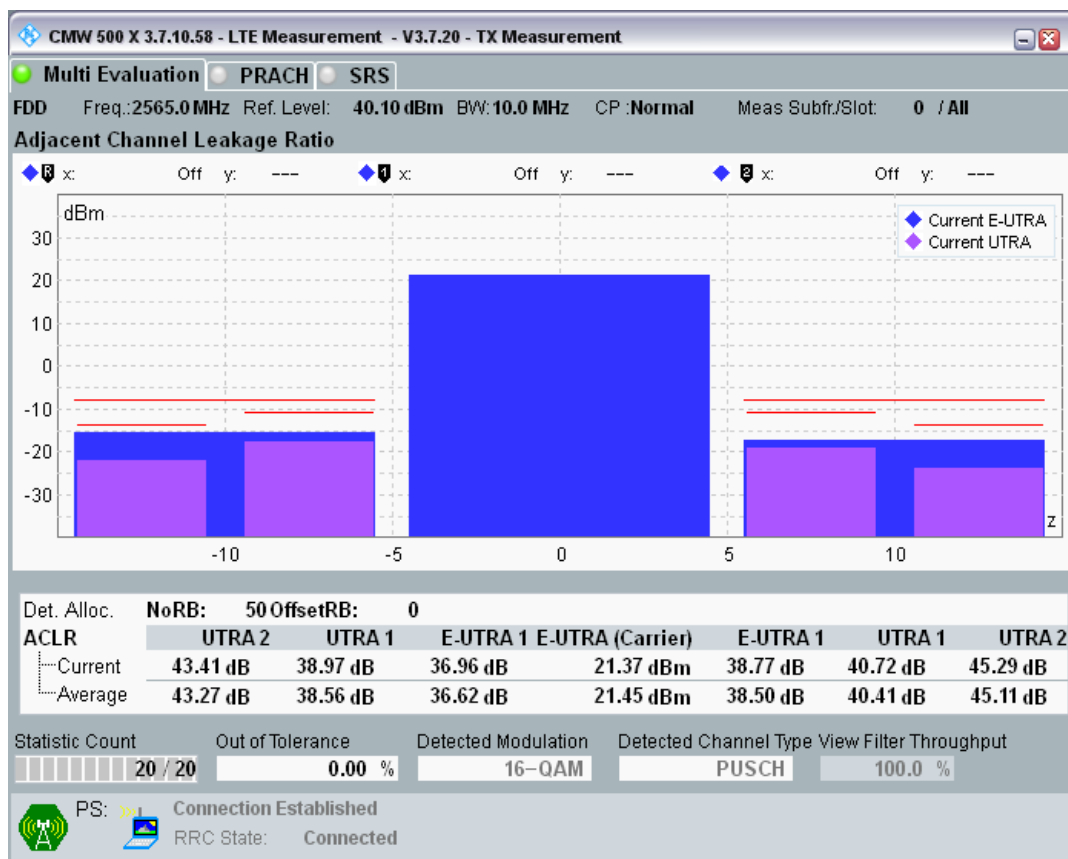 CMW 500 X 3.7.10.58 - LTE Measurement - V3.7.20 - TX Measurement
Multi Evaluation PRACH SRS
FDD Freq.:2565.0 MHz Ref. Level: 40.10 dBm BW: 10.0 MHz CP :Normal Meas Subfr./Slot: 0 / All
Adjacent Channel Leakage Ratio
R x: Off y: --- 1 x: Off y: --- 2 x: Off y: ---
dBm
Current E-UTRA
Current UTRA
30
20
10
0
-10
-20
-30
z
-10 -5 0 5 10
Det. Alloc. NoRB: 50 OffsetRB: 0
ACLR UTRA 2 UTRA 1 E-UTRA 1 E-UTRA (Carrier) E-UTRA 1 UTRA 1 UTRA 2
Current 43.41 dB 38.97 dB 36.96 dB 21.37 dBm 38.77 dB 40.72 dB 45.29 dB
Average 43.27 dB 38.56 dB 36.62 dB 21.45 dBm 38.50 dB 40.41 dB 45.11 dB
Statistic Count Out of Tolerance Detected Modulation Detected Channel Type View Filter Throughput
20 / 20 0.00 % 16-QAM PUSCH 100.0 %
PS: Connection Established
RRC State: Connected